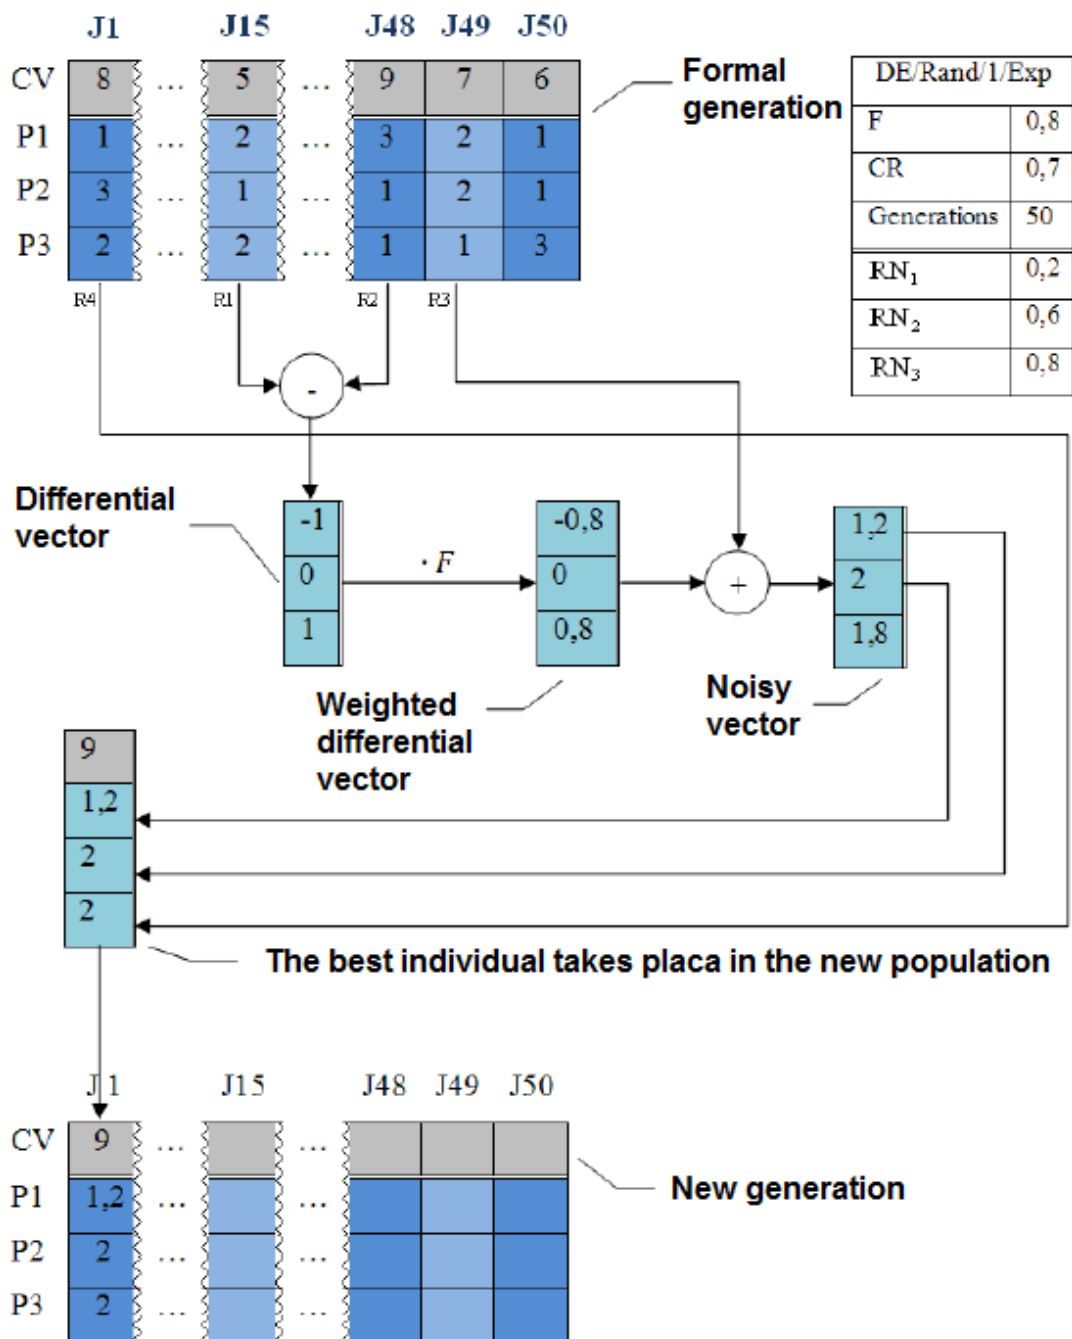 J1 J15 J48 J49 J50
CV 8 ... 5 ... 9 7 6
P1 1 ... 2 ... 3 2 1
P2 3 ... 1 ... 1 2 1
P3 2 ... 2 ... 1 1 3
R4 R1 R2 R3
Formal
generation
DE/Rand/1/Exp
F 0,8
CR 0,7
Generations 50
RN1 0,2
RN2 0,6
RN3 0,8
-
Differential
vector
-1
0
1
· F
-0,8
0
0,8
+
1,2
2
1,8
Weighted
differential
vector
Noisy
vector
9
1,2
2
2
The best individual takes placa in the new population
J1 J15 J48 J49 J50
CV 9 ... ...
P1 1,2 ... ...
P2 2 ... ...
P3 2 ... ...
New generation